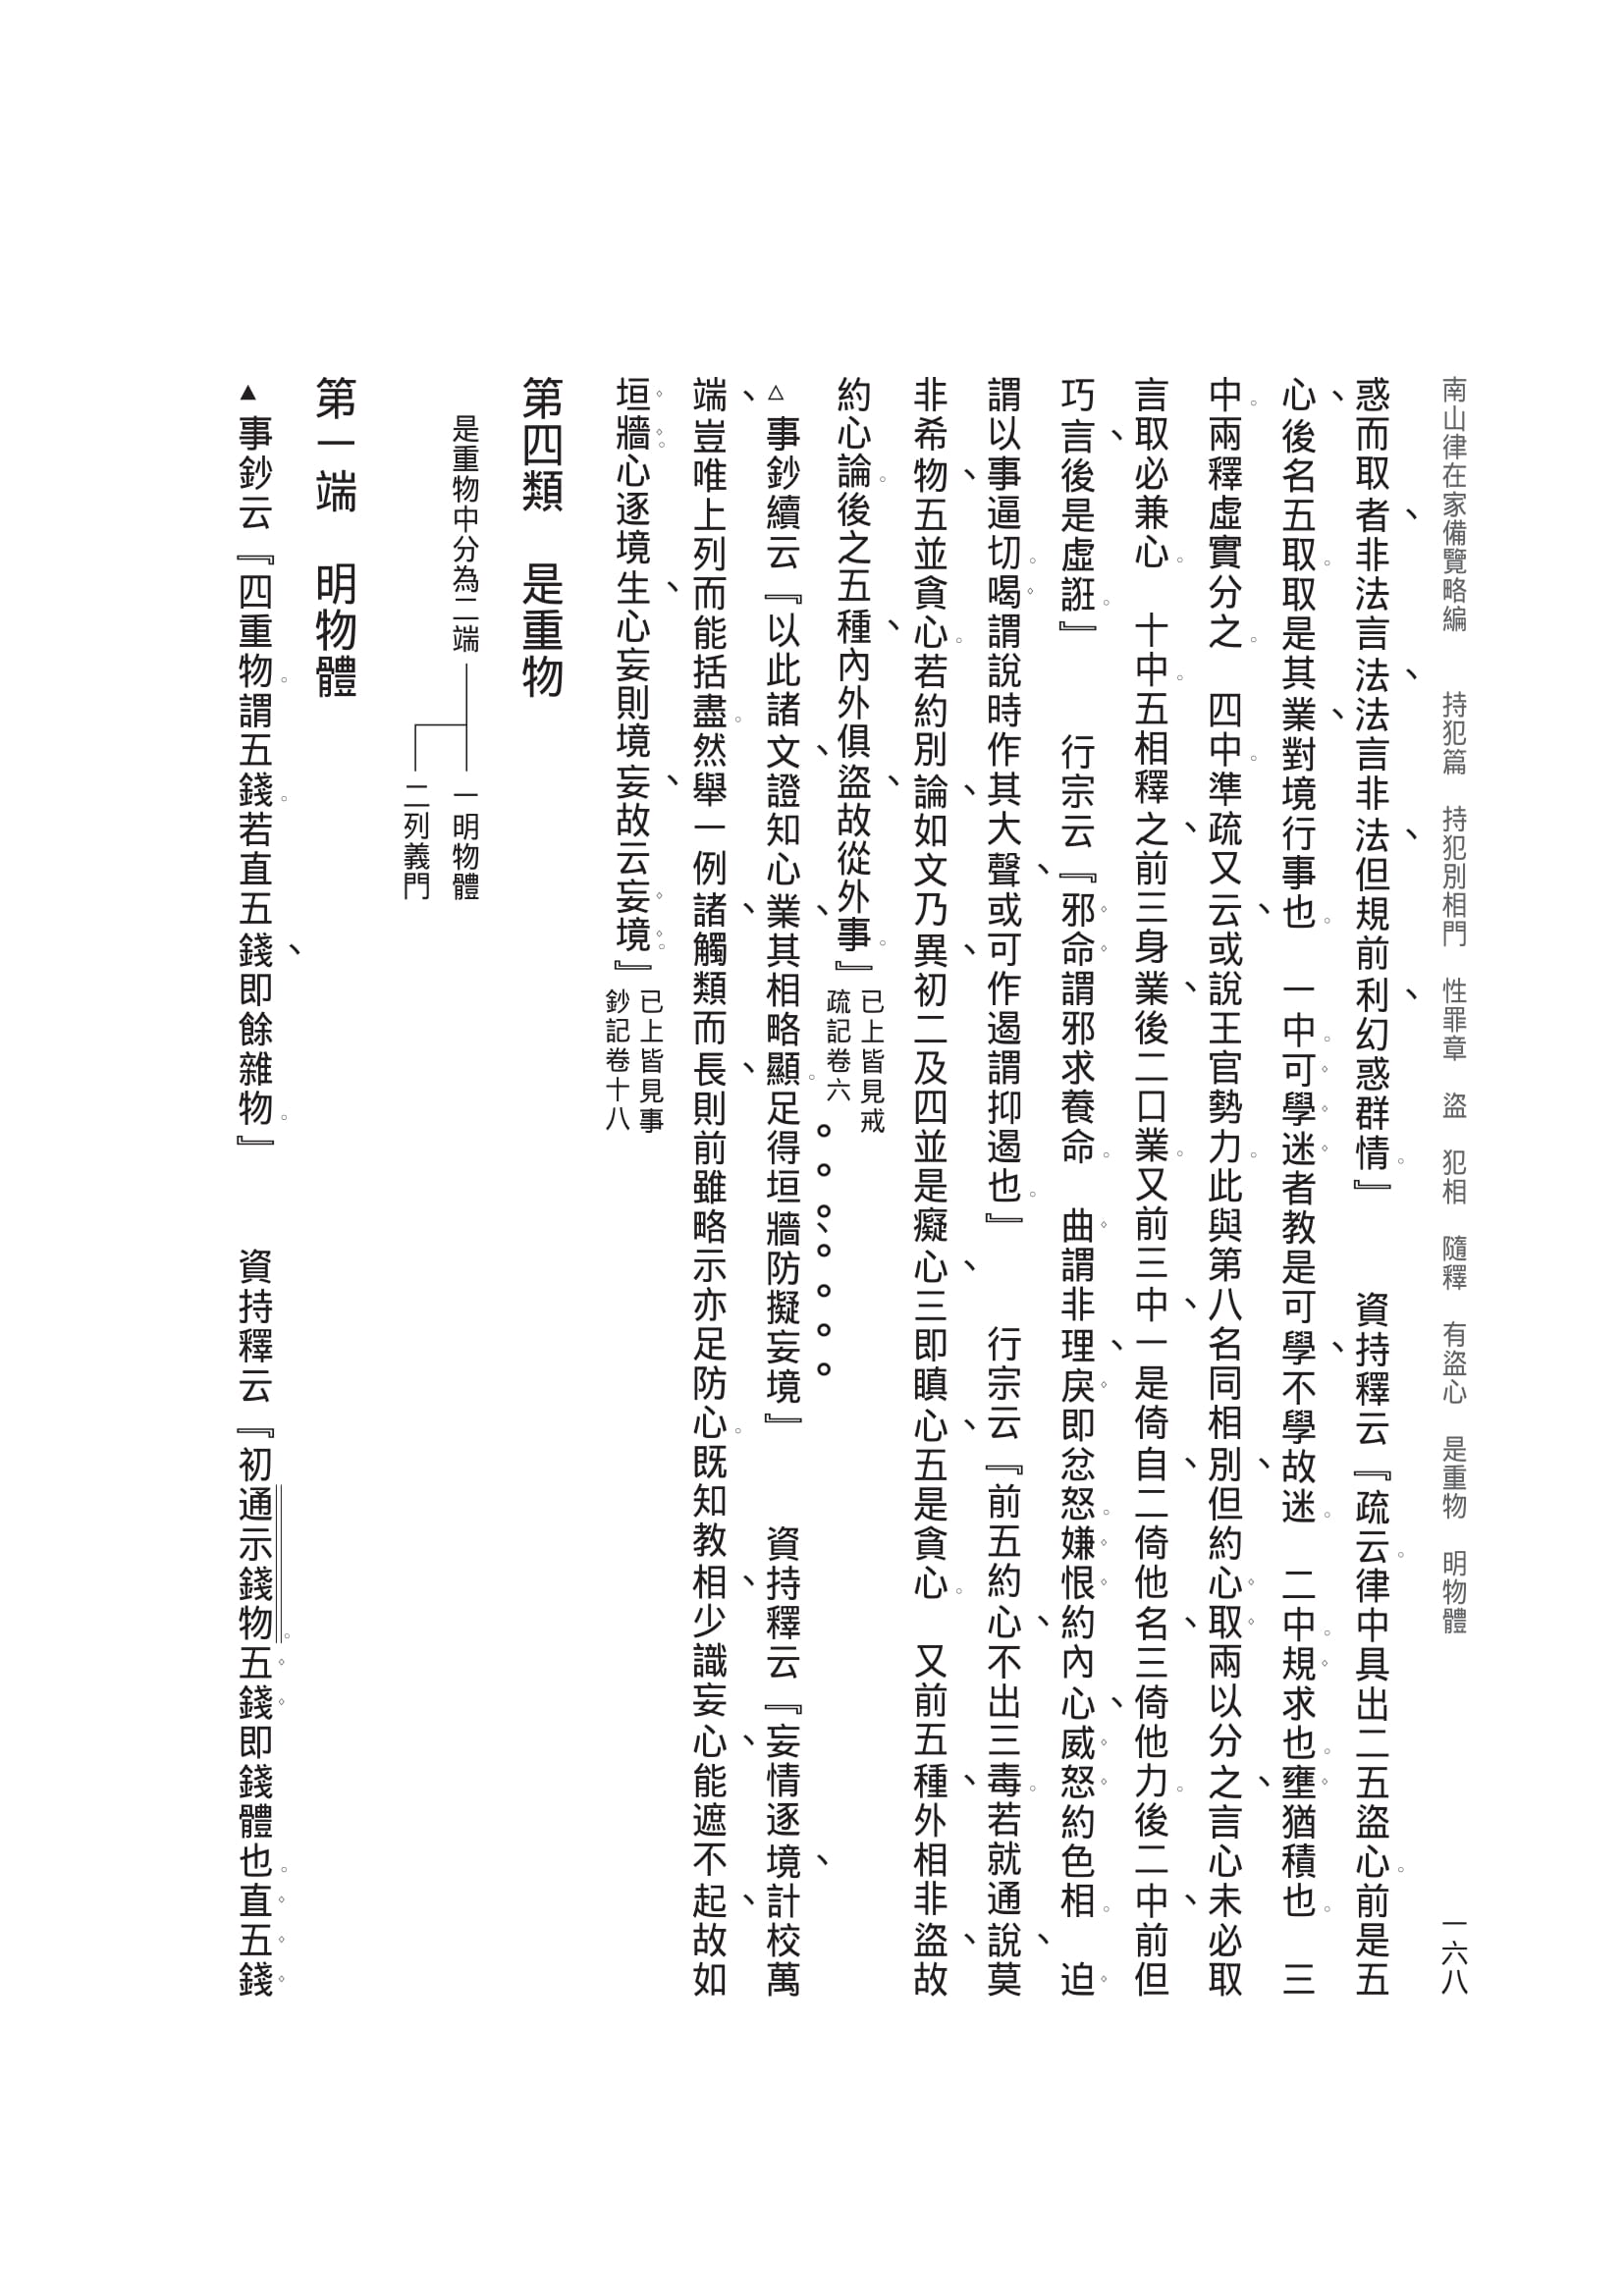 南山律在家備覽略編　持犯篇　持犯別相門　性罪章　盜　犯相　隨釋　有盜心　是重物　明物體　一六八
惑而取者、非法言法、法言非法、但規前利、幻惑群情。』　資持釋云『疏云。律中具出二五盜心。前是五
心、後名五取。取是其業、對境行事也。　一中。可學迷者教是可學、不學故迷。　二中。規求也。壅猶積也。　三
中。兩釋虛實分之。　四中。準疏又云、或說王官勢力。此與第八名同相別、但約心取兩以分之、言心未必取
言取必兼心。　十中。五相釋之、前三身業、後二口業。又前三中、一是倚自、二倚他名、三倚他力。後二中、前但
巧言、後是虛誑。』　行宗云『邪命謂邪求養命。　曲謂非理、戾即忿怒。嫌恨約內心、威怒約色相。　迫
謂以事逼切。喝謂說時作其大聲、或可作遏謂抑遏也。』　行宗云『前五約心、不出三毒。若就通說、莫
非希物、五並貪心。若約別論、如文乃異、初二及四並是癡心、三即瞋心、五是貪心。　又前五種、外相非盜、故
約心論。後之五種、內外俱盜、故從外事。』已上皆見戒疏記卷六
△事鈔續云『以此諸文、證知心業、其相略顯。足得垣牆防擬妄境』　資持釋云『妄情逐境、計校萬
端、豈唯上列而能括盡。然舉一例諸、觸類而長、則前雖略示亦足防心。既知教相、少識妄心、能遮不起、故如
垣牆。心逐境生、心妄則境妄、故云妄境。』已上皆見事鈔記卷十八
第四類　是重物
是重物中分為二端
一明物體
二列義門
第一端　明物體
▲事鈔云『四重物。謂五錢。若直五錢、即餘雜物。』　資持釋云『初通示錢物。五錢即錢體也。直五錢